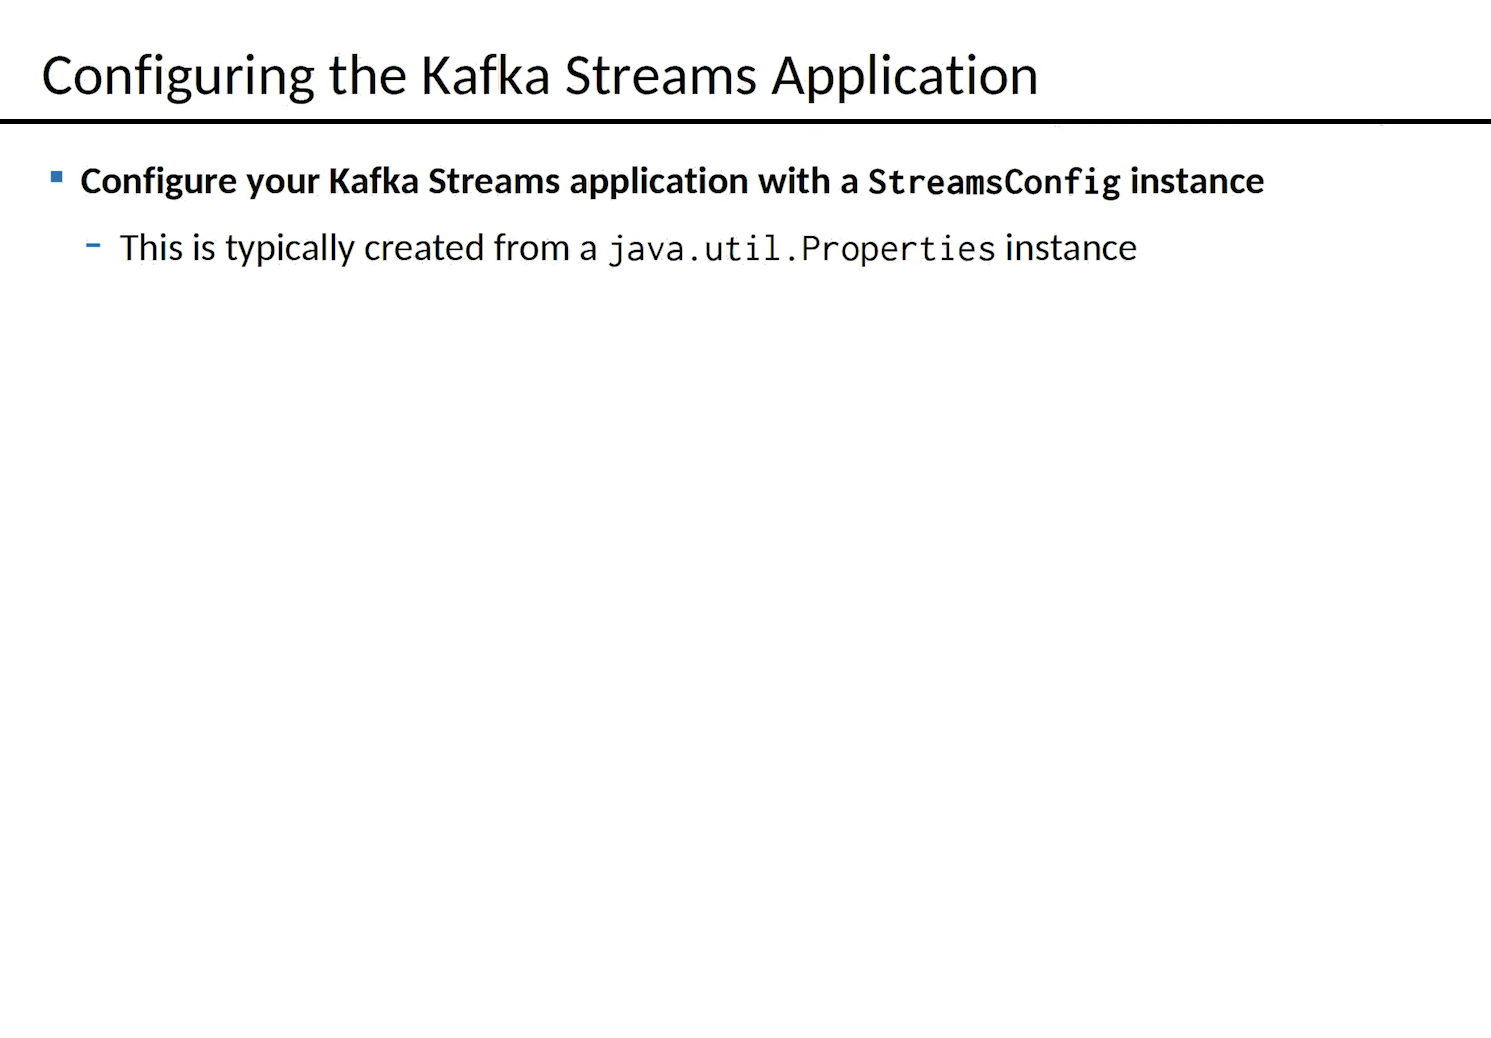 Configuring the Kafka Streams Application
▪ Configure your Kafka Streams application with a StreamsConfig instance
– This is typically created from a java.util.Properties instance